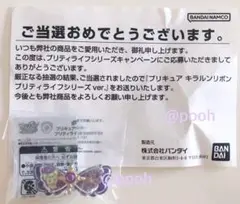 BANDAI NAMCO
ご当選おめでとうございます。
いつも弊社の商品をご愛用いただき、御礼申し上げます。
この度は、プリティライフシリーズキャンペーンにご応募いただきまして
ありがとうございます。
厳正なる抽選の結果、ご当選されましたので「プリキュア キラルンリボン
プリティライフシリーズ ver.」をお送りいたします。
今後とも弊社の商品をよろしくお願い申し上げます。
@pooh
@pooh
株式会社バンダイ
BAN
DAI